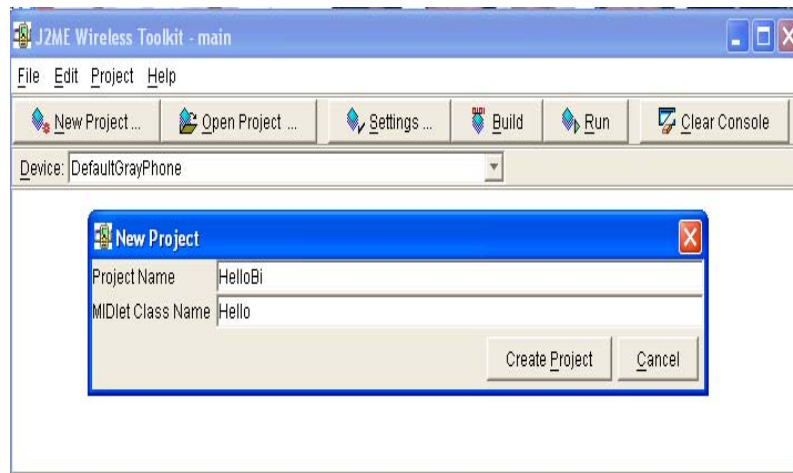 J2ME Wireless Toolkit - main
File Edit Project Help
New Project ... Open Project ... Settings ... Build Run Clear Console
Device: DefaultGrayPhone
New Project
Project Name HelloBi
MIDlet Class Name Hello
Create Project Cancel